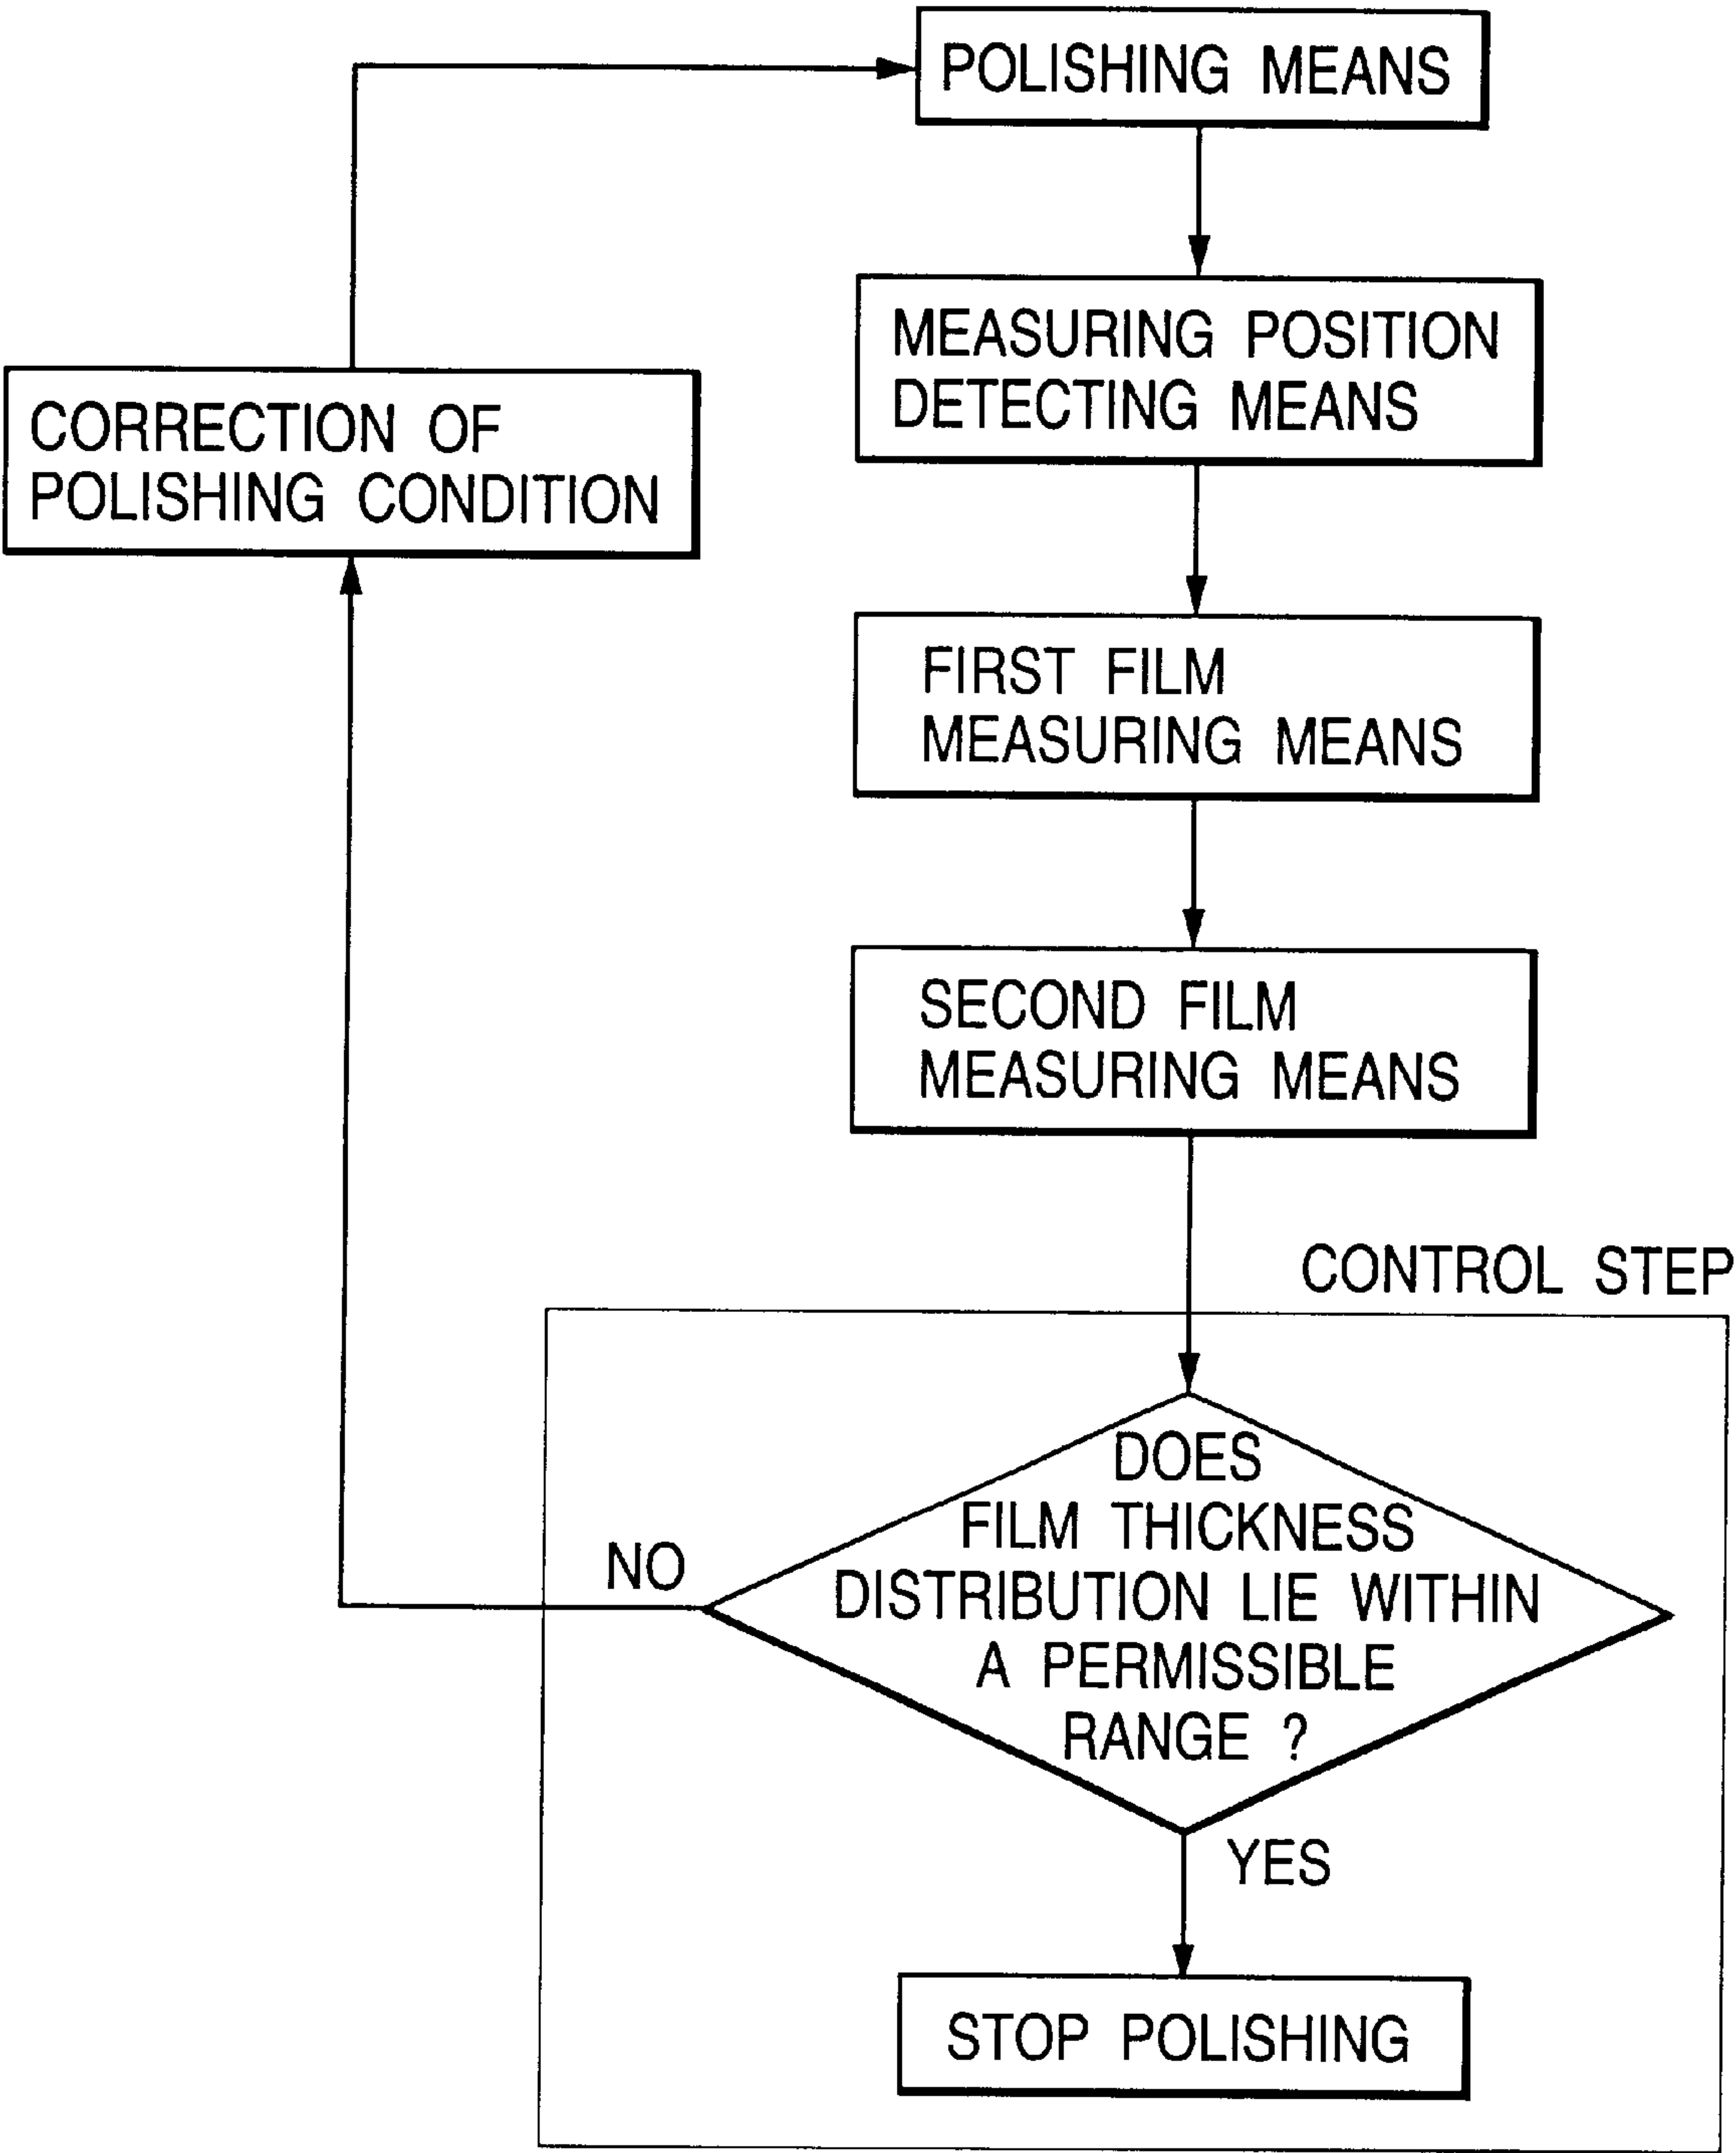 POLISHING MEANS
MEASURING POSITION
DETECTING MEANS
CORRECTION OF
POLISHING CONDITION
FIRST FILM
MEASURING MEANS
SECOND FILM
MEASURING MEANS
CONTROL STEP
DOES
FILM THICKNESS
DISTRIBUTION LIE WITHIN
A PERMISSIBLE
RANGE ?
NO
YES
STOP POLISHING